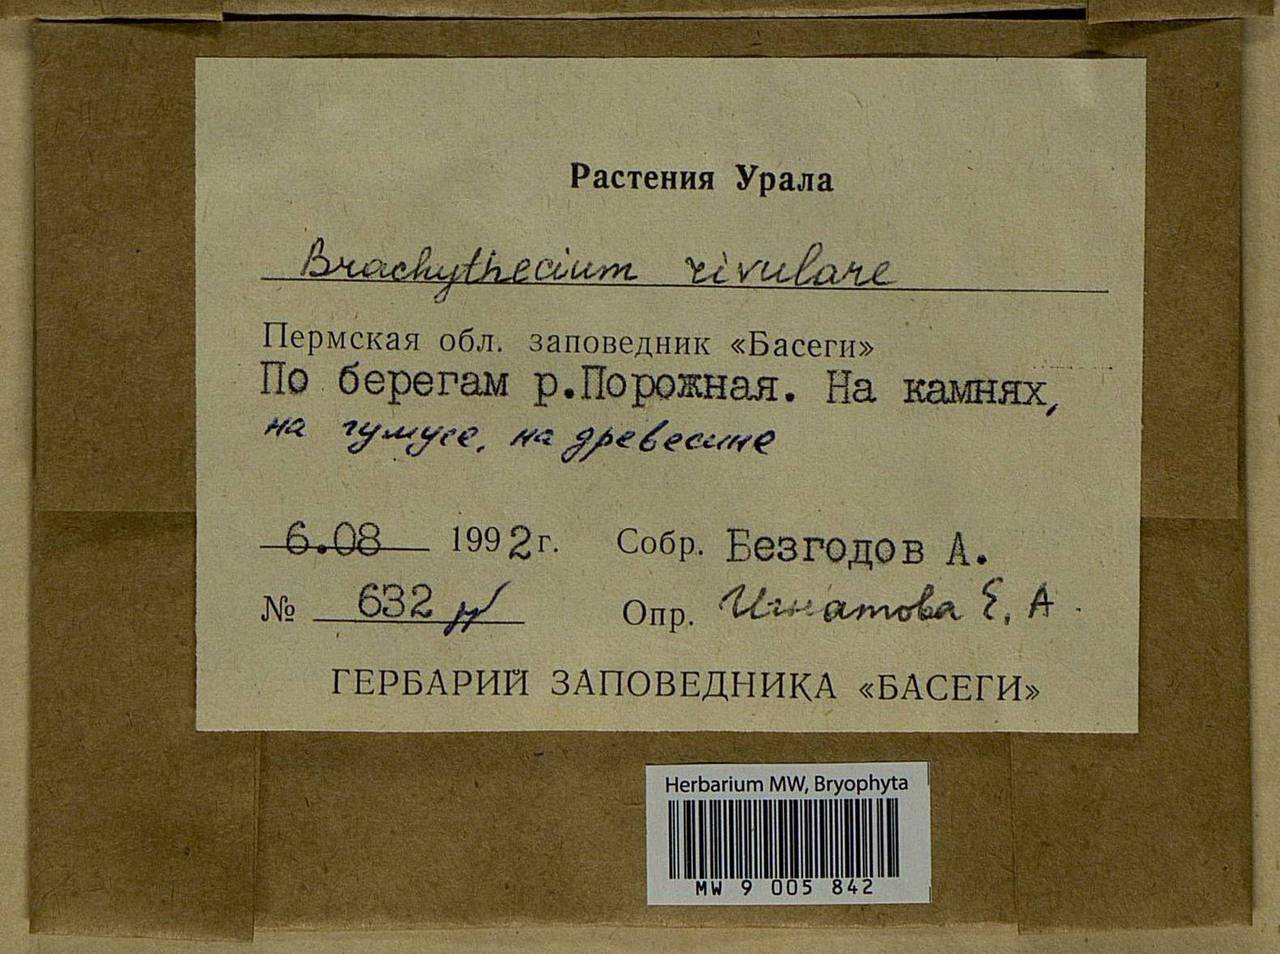 Растения Урала
Brachythecium rivulare
Пермская обл. заповедник «Басеги»
По берегам р.Порожная. На камнях,
на гумусе, на древесине
6.08 1992г. Собр. Безгодов А.
№ 632 Опр. Игнатова Е. А.
ГЕРБАРИЙ ЗАПОВЕДНИКА «БАСЕГИ»
Herbarium MW, Bryophyta
MW 9 005 842